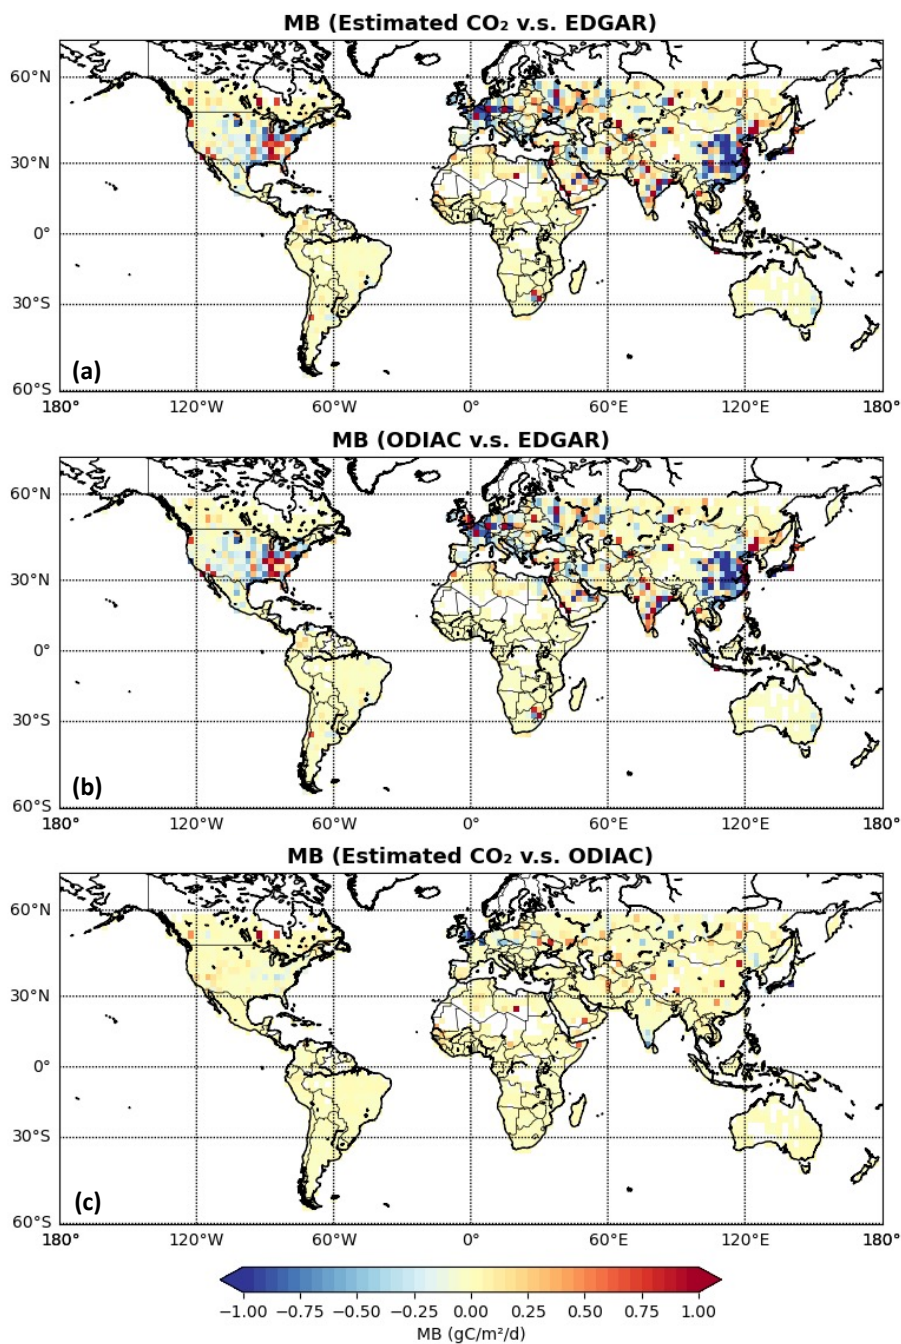 MB (Estimated CO₂ v.s. EDGAR)
60°N
30°N
0°
30°S
60°S
(a)
180° 120°W 60°W 0° 60°E 120°E 180°
MB (ODIAC v.s. EDGAR)
60°N
30°N
0°
30°S
60°S
(b)
180° 120°W 60°W 0° 60°E 120°E 180°
MB (Estimated CO₂ v.s. ODIAC)
60°N
30°N
0°
30°S
60°S
(c)
180° 120°W 60°W 0° 60°E 120°E 180°
−1.00 −0.75 −0.50 −0.25 0.00 0.25 0.50 0.75 1.00
MB (gC/m²/d)